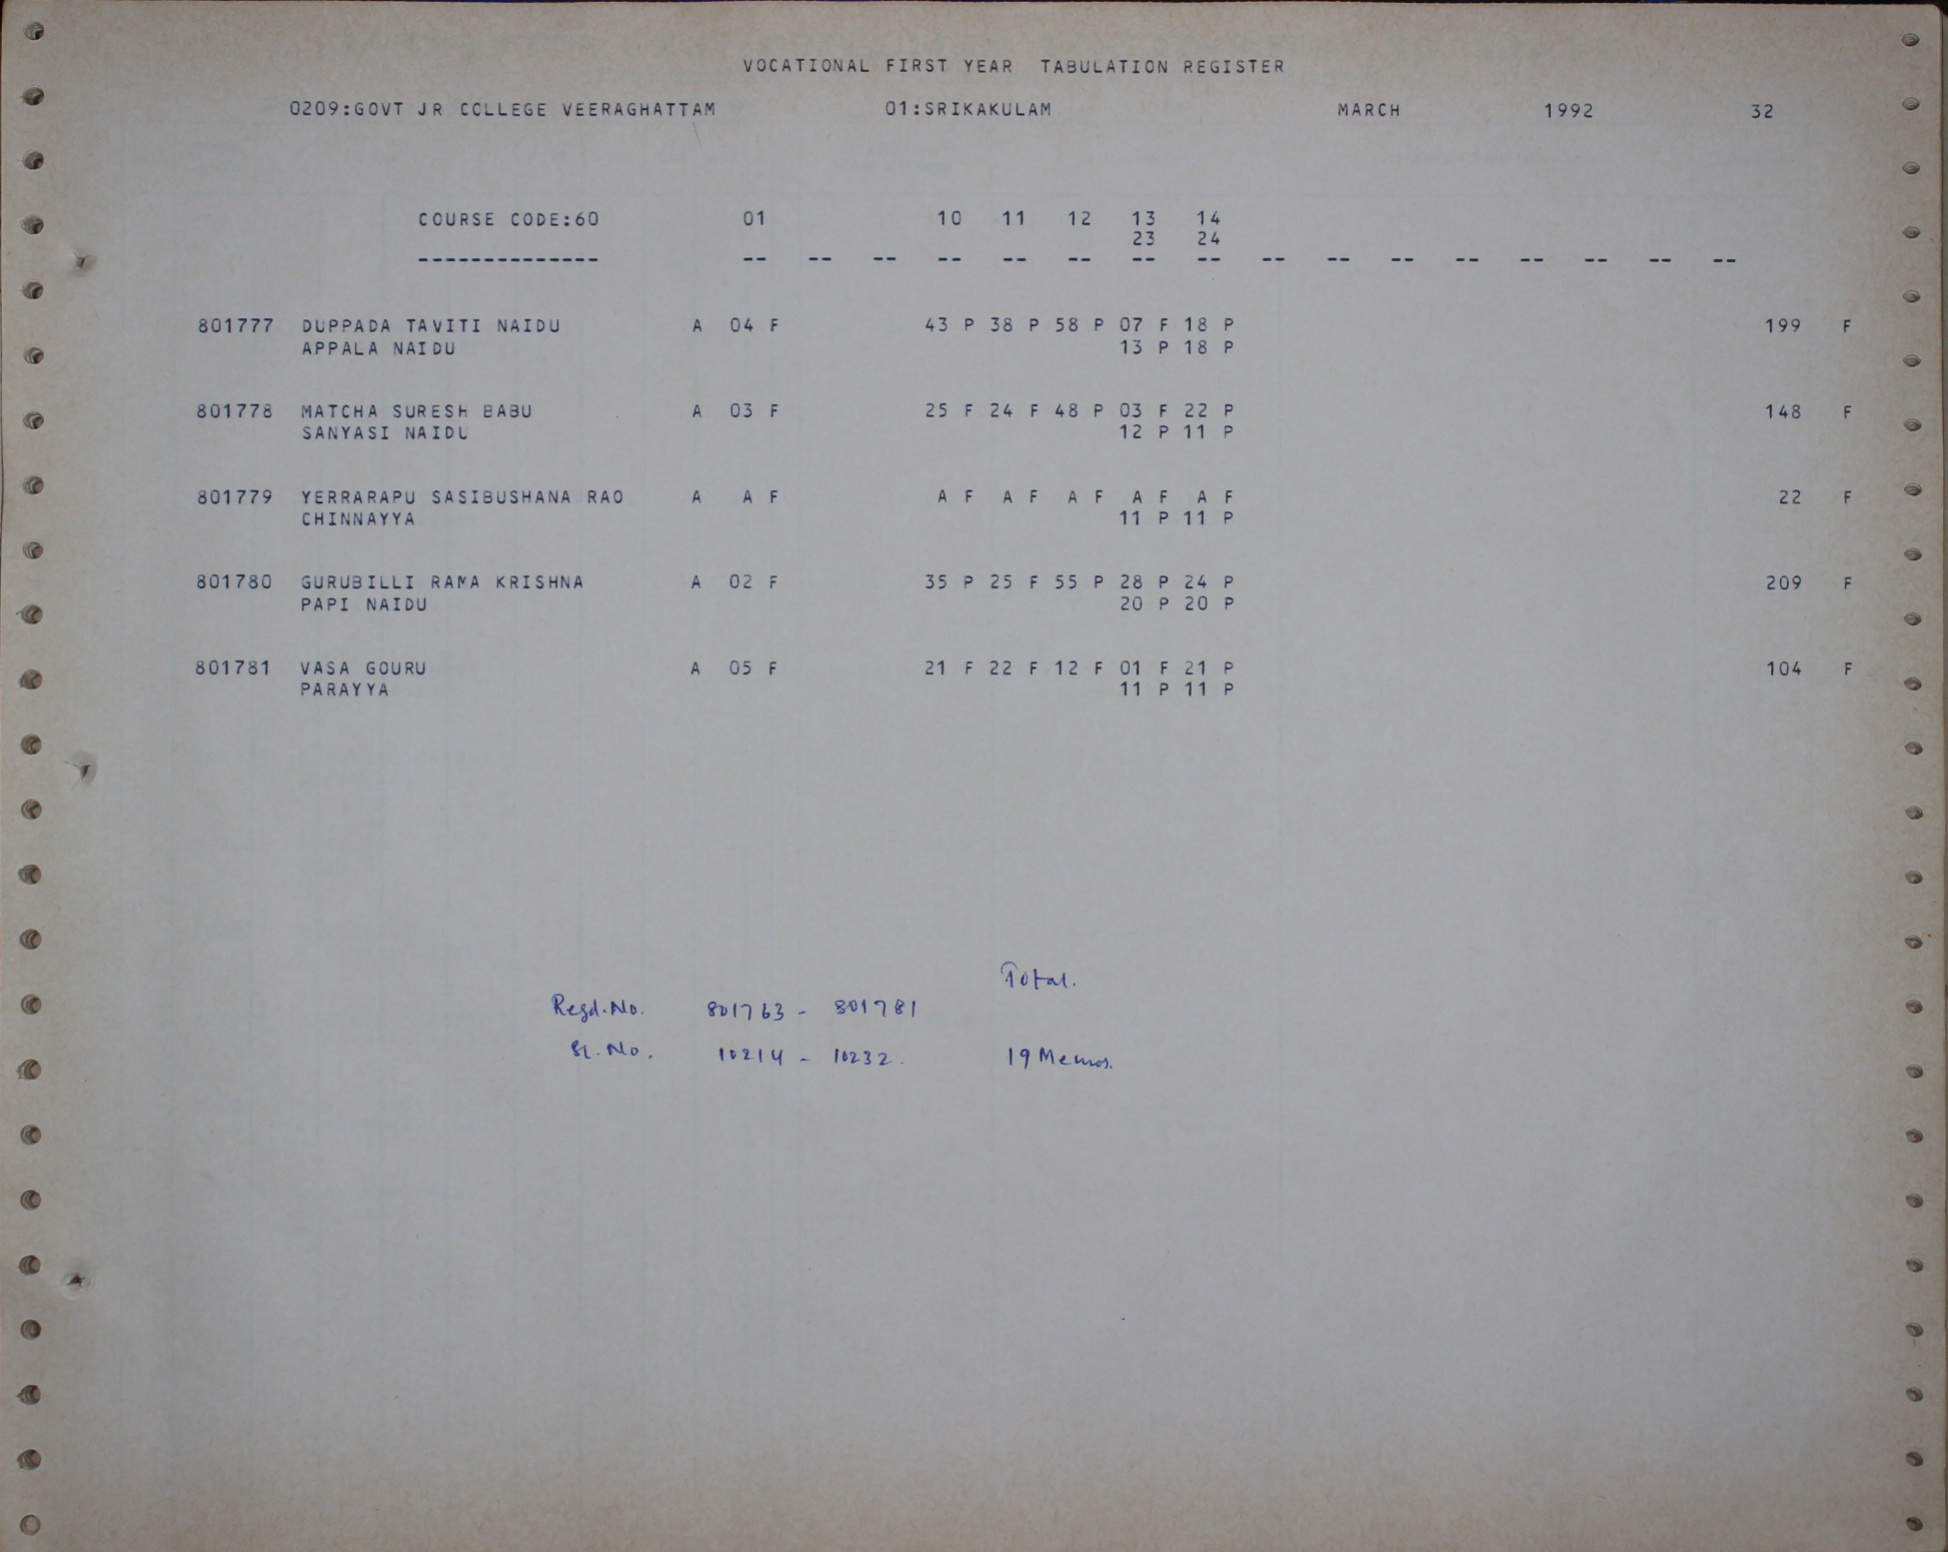 VOCATIONAL FIRST YEAR TABULATION REGISTER
0209:GOVT JR COLLEGE VEERAGHATTAM 01:SRIKAKULAM MARCH 1992 32
COURSE CODE:60 01 10 11 12 13 14
23 24
-------------- -- -- -- -- -- -- -- -- -- -- -- -- -- -- -- --
801777 DUPPADA TAVITI NAIDU A 04 F 43 P 38 P 58 P 07 F 18 P 199 F
APPALA NAIDU 13 P 18 P
801778 MATCHA SURESH BABU A 03 F 25 F 24 F 48 P 03 F 22 P 148 F
SANYASI NAIDU 12 P 11 P
801779 YERRARAPU SASIBUSHANA RAO A A F A F A F A F A F A F 22 F
CHINNAYYA 11 P 11 P
801780 GURUBILLI RAMA KRISHNA A 02 F 35 P 25 F 55 P 28 P 24 P 209 F
PAPI NAIDU 20 P 20 P
801781 VASA GOURU A 05 F 21 F 22 F 12 F 01 F 21 P 104 F
PARAYYA 11 P 11 P
Total.
Regd.No. 801763 - 801781
Sl. No. 10214 - 10232. 19 Memos.